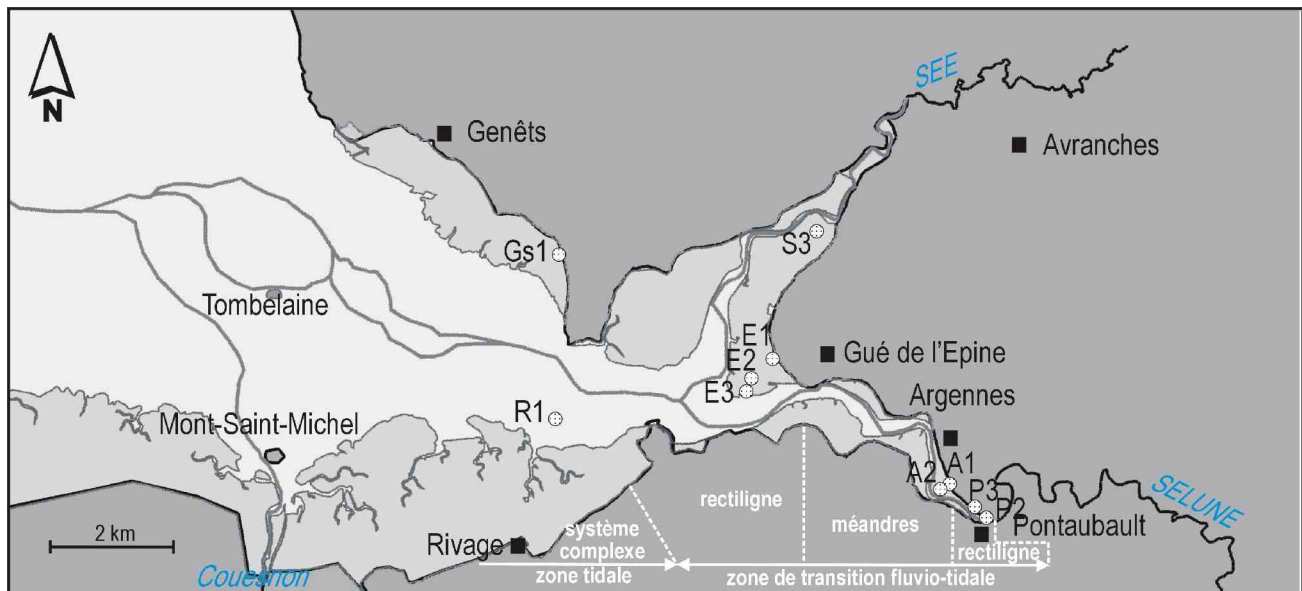 SEE
N
Genêts
Avranches
Gs1
S3
Tombelaine
E1
E2
E3
Gué de l'Epine
Argennes
R1
Mont-Saint-Michel
A1
A2
P3
P2
SELUNE
Pontaubault
rectiligne
méandres
2 km
Rivage
système
complexe
rectiligne
zone tidale
zone de transition fluvio-tidale
Couesnon